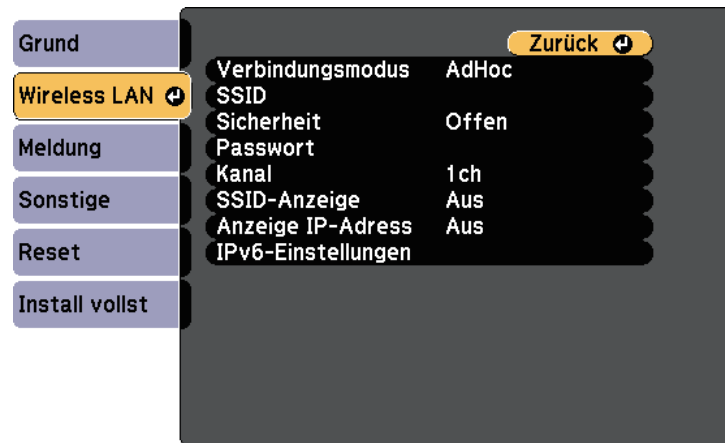 Grund
Wireless LAN
Meldung
Sonstige
Reset
Install vollst
Zurück
Verbindungsmodus AdHoc
SSID
Sicherheit Offen
Passwort
Kanal 1ch
SSID-Anzeige Aus
Anzeige IP-Adress Aus
IPv6-Einstellungen